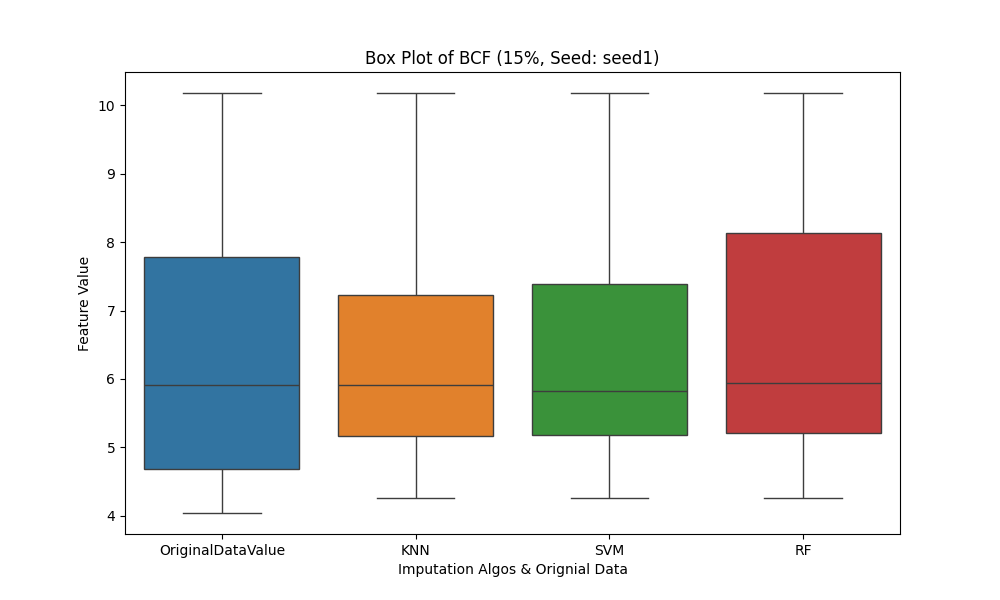 Box Plot of BCF (15%, Seed: seed1)
10
9
8
7
6
5
4
Feature Value
OriginalDataValue
KNN
SVM
RF
Imputation Algos & Orignial Data